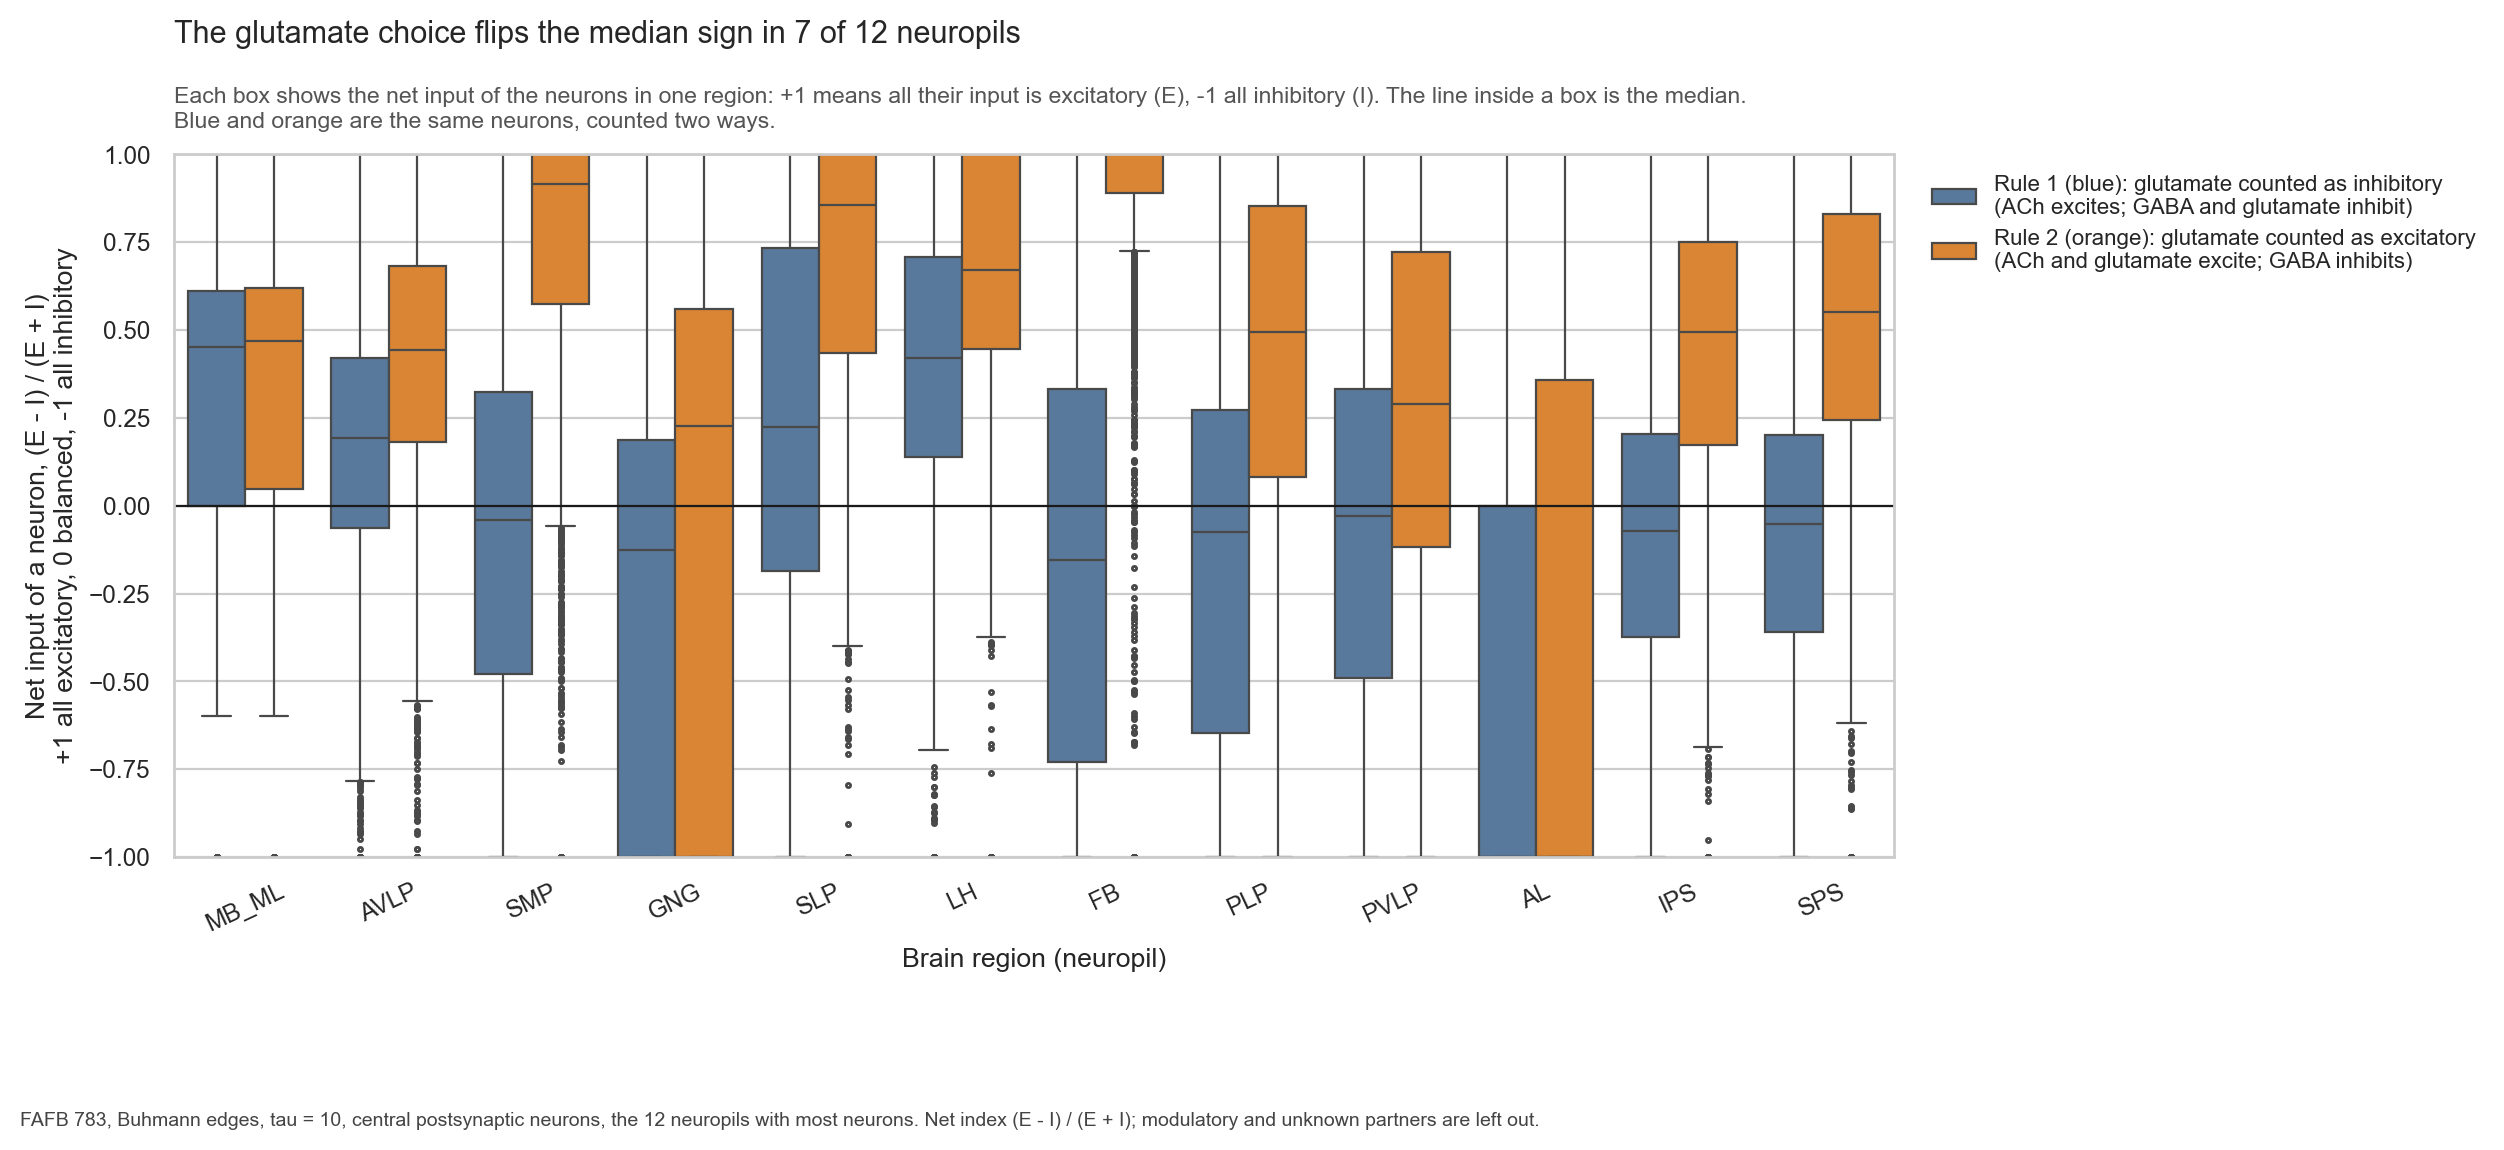 The glutamate choice flips the median sign in 7 of 12 neuropils
Each box shows the net input of the neurons in one region: +1 means all their input is excitatory (E), -1 all inhibitory (I). The line inside a box is the median.
Blue and orange are the same neurons, counted two ways.
Net input of a neuron, (E - I) / (E + I)
+1 all excitatory, 0 balanced, -1 all inhibitory
1.00
0.75
0.50
0.25
0.00
−0.25
−0.50
−0.75
−1.00
Rule 1 (blue): glutamate counted as inhibitory
(ACh excites; GABA and glutamate inhibit)
Rule 2 (orange): glutamate counted as excitatory
(ACh and glutamate excite; GABA inhibits)
MB_ML
AVLP
SMP
GNG
SLP
LH
FB
PLP
PVLP
AL
IPS
SPS
Brain region (neuropil)
FAFB 783, Buhmann edges, tau = 10, central postsynaptic neurons, the 12 neuropils with most neurons. Net index (E - I) / (E + I); modulatory and unknown partners are left out.